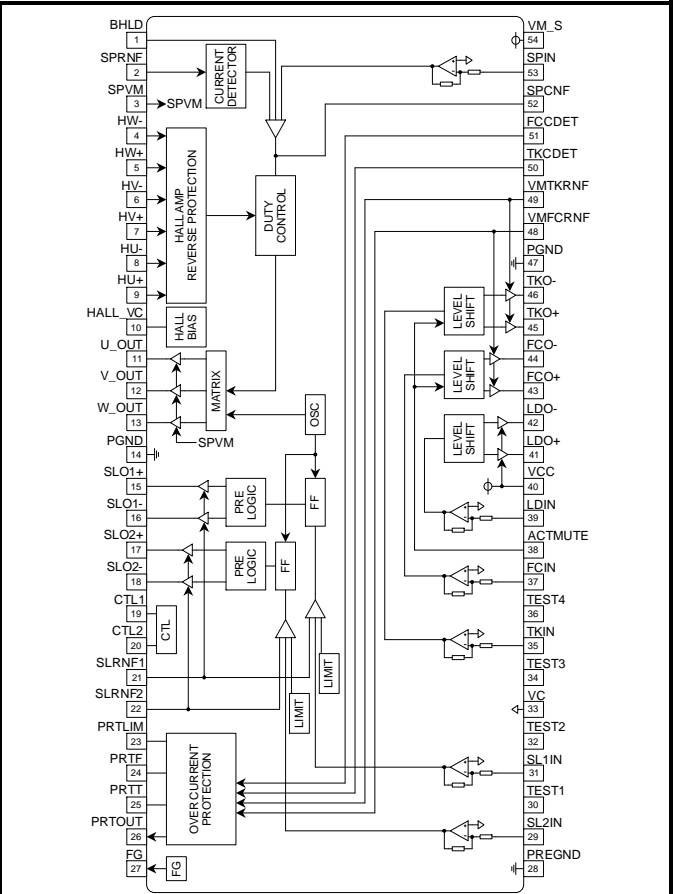 BHLD
1
SPRNF
2
SPVM
3
SPVM
HW-
4
HW+
5
HV-
6
HV+
7
HU-
8
HU+
9
HALL_VC
10
U_OUT
11
V_OUT
12
W_OUT
13
SPVM
PGND
14
SLO1+
15
SLO1-
16
SLO2+
17
SLO2-
18
CTL1
19
CTL2
20
SLRNF1
21
SLRNF2
22
PRTLIM
23
PRTF
24
PRTT
25
PRTOUT
26
FG
27
CURRENT
DETECTOR
HALL AMP
REVERSE PROTECTION
DUTY
CONTROL
HALL
BIAS
MATRIX
OSC
PRE
LOGIC
FF
PRE
LOGIC
FF
CTL
LIMIT
LIMIT
OVER CURRENT
PROTECTION
FG
LEVEL
SHIFT
LEVEL
SHIFT
LEVEL
SHIFT
VM_S
54
SPIN
53
SPCNF
52
FCCDET
51
TKCDET
50
VMTKRNF
49
VMFCRNF
48
PGND
47
TKO-
46
TKO+
45
FCO-
44
FCO+
43
LDO-
42
LDO+
41
VCC
40
LDIN
39
ACTMUTE
38
FCIN
37
TEST4
36
TKIN
35
TEST3
34
VC
33
TEST2
32
SL1IN
31
TEST1
30
SL2IN
29
PREGND
28